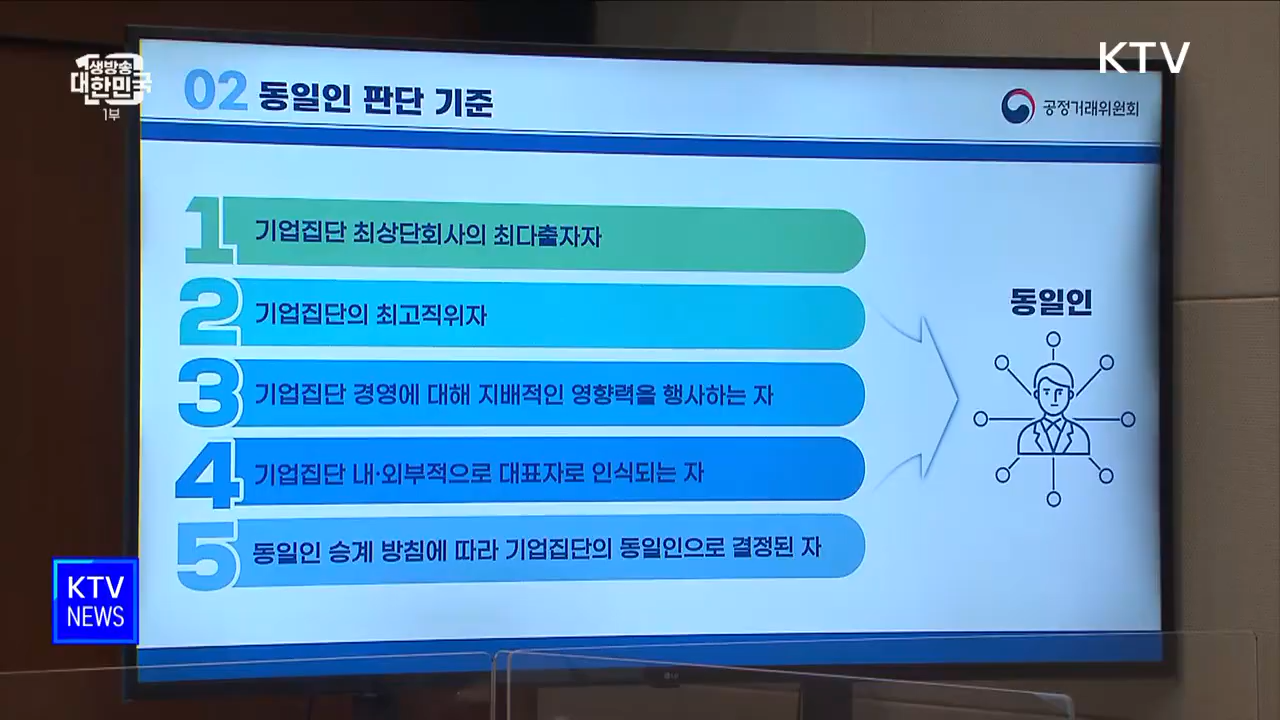 생방송
대한민국
1부
KTV
02 동일인 판단 기준
공정거래위원회
1 기업집단 최상단회사의 최다출자자
2 기업집단의 최고직위자
3 기업집단 경영에 대해 지배적인 영향력을 행사하는 자
4 기업집단 내·외부적으로 대표자로 인식되는 자
5 동일인 승계 방침에 따라 기업집단의 동일인으로 결정된 자
동일인
KTV
NEWS
LG